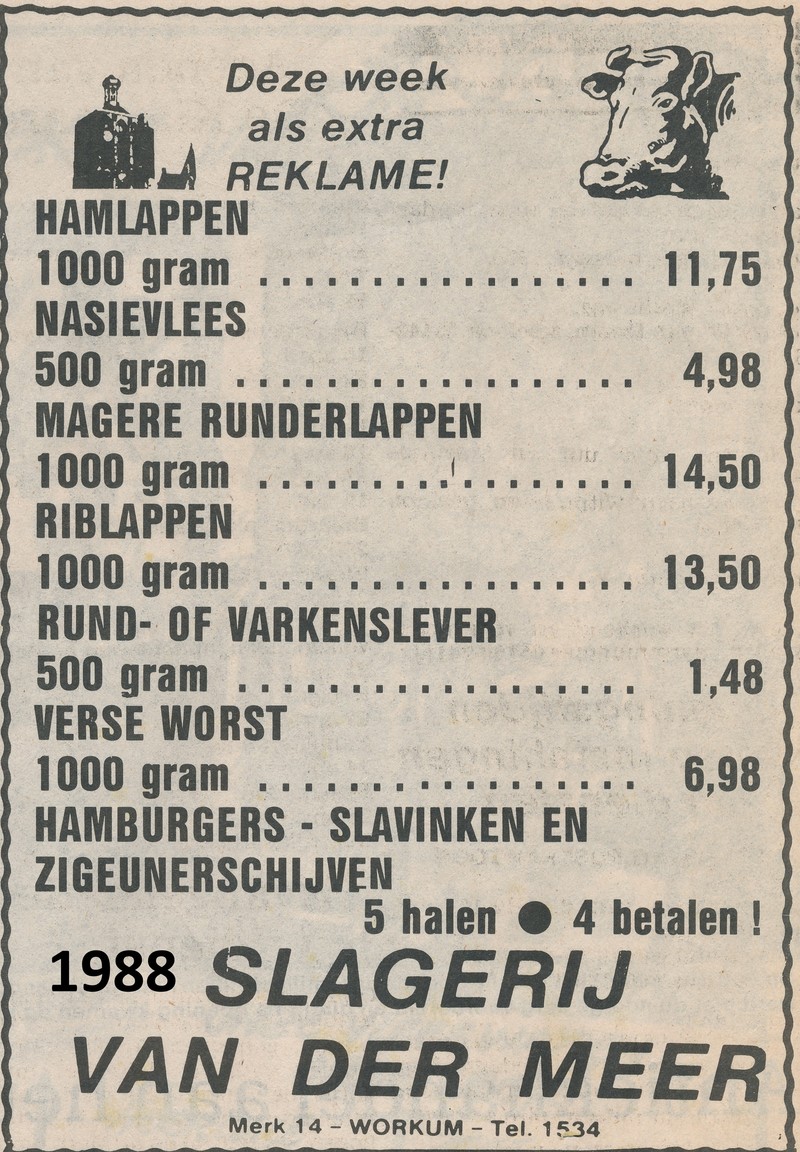 Deze week
als extra
REKLAME!
HAMLAPPEN
1000 gram .................. 11,75
NASIEVLEES
500 gram ................... 4,98
MAGERE RUNDERLAPPEN
1000 gram .................. 14,50
RIBLAPPEN
1000 gram .................. 13,50
RUND- OF VARKENSLEVER
500 gram ................... 1,48
VERSE WORST
1000 gram .................. 6,98
HAMBURGERS - SLAVINKEN EN
ZIGEUNERSCHIJVEN
5 halen ● 4 betalen !
1988 SLAGERIJ
VAN DER MEER
Merk 14 - WORKUM - Tel. 1534